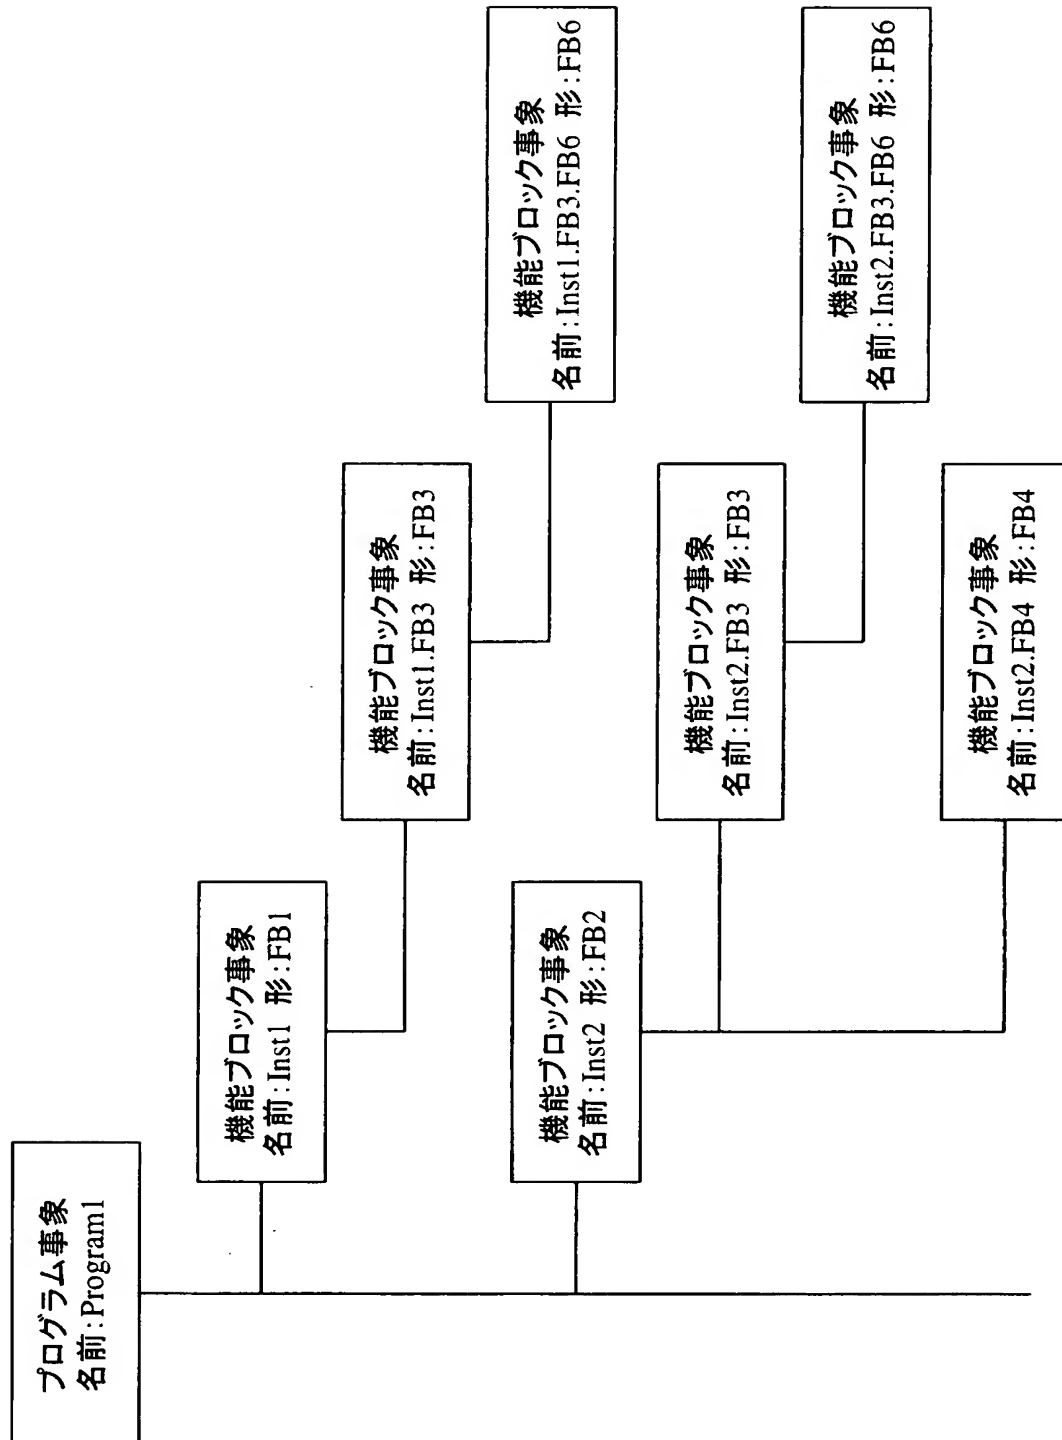 プログラム事象
名前:Program1
機能ブロック事象
名前:Inst1 形:FB1
機能ブロック事象
名前:Inst1.FB3 形:FB3
機能ブロック事象
名前:Inst1.FB3.FB6 形:FB6
機能ブロック事象
名前:Inst2 形:FB2
機能ブロック事象
名前:Inst2.FB3 形:FB3
機能ブロック事象
名前:Inst2.FB3.FB6 形:FB6
機能ブロック事象
名前:Inst2.FB4 形:FB4